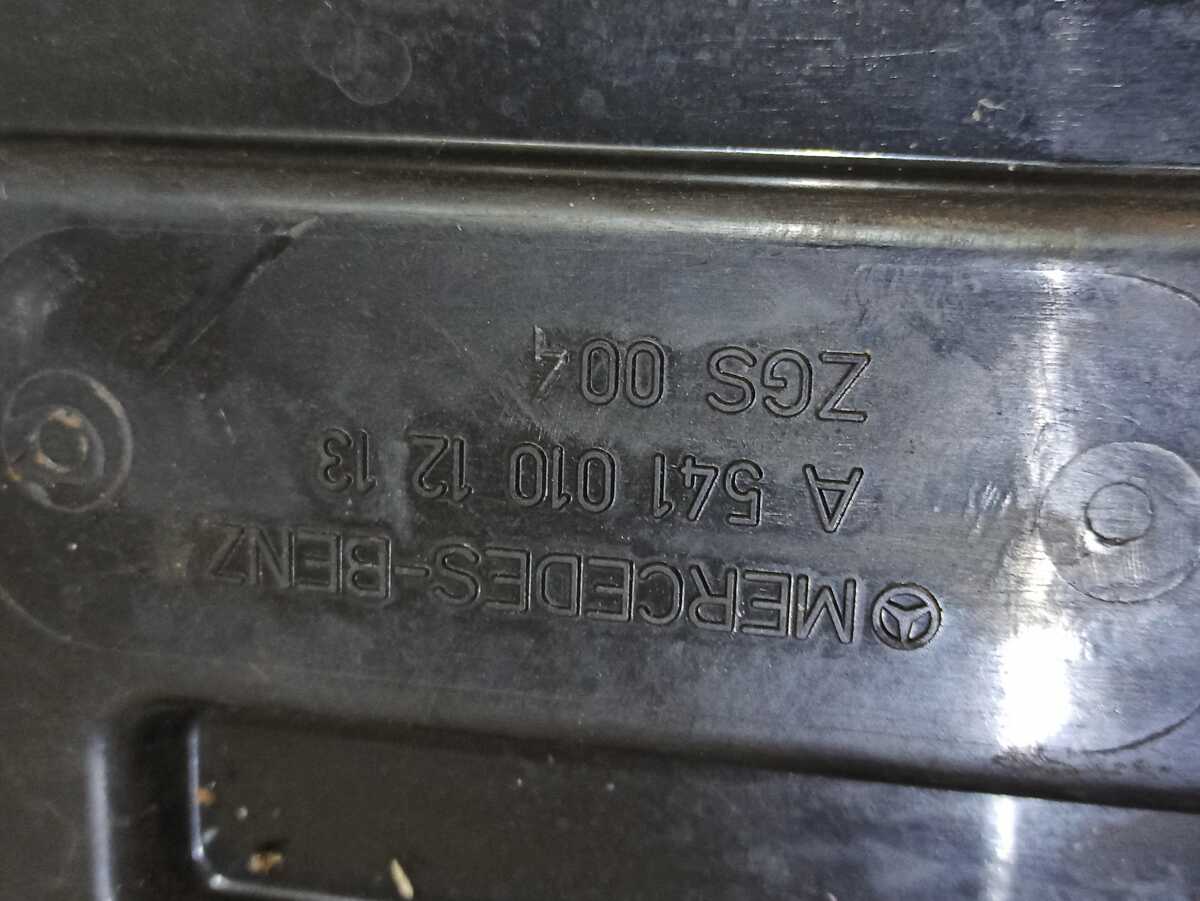 MERCEDES-BENZ
A 541 010 12 13
ZGS 004